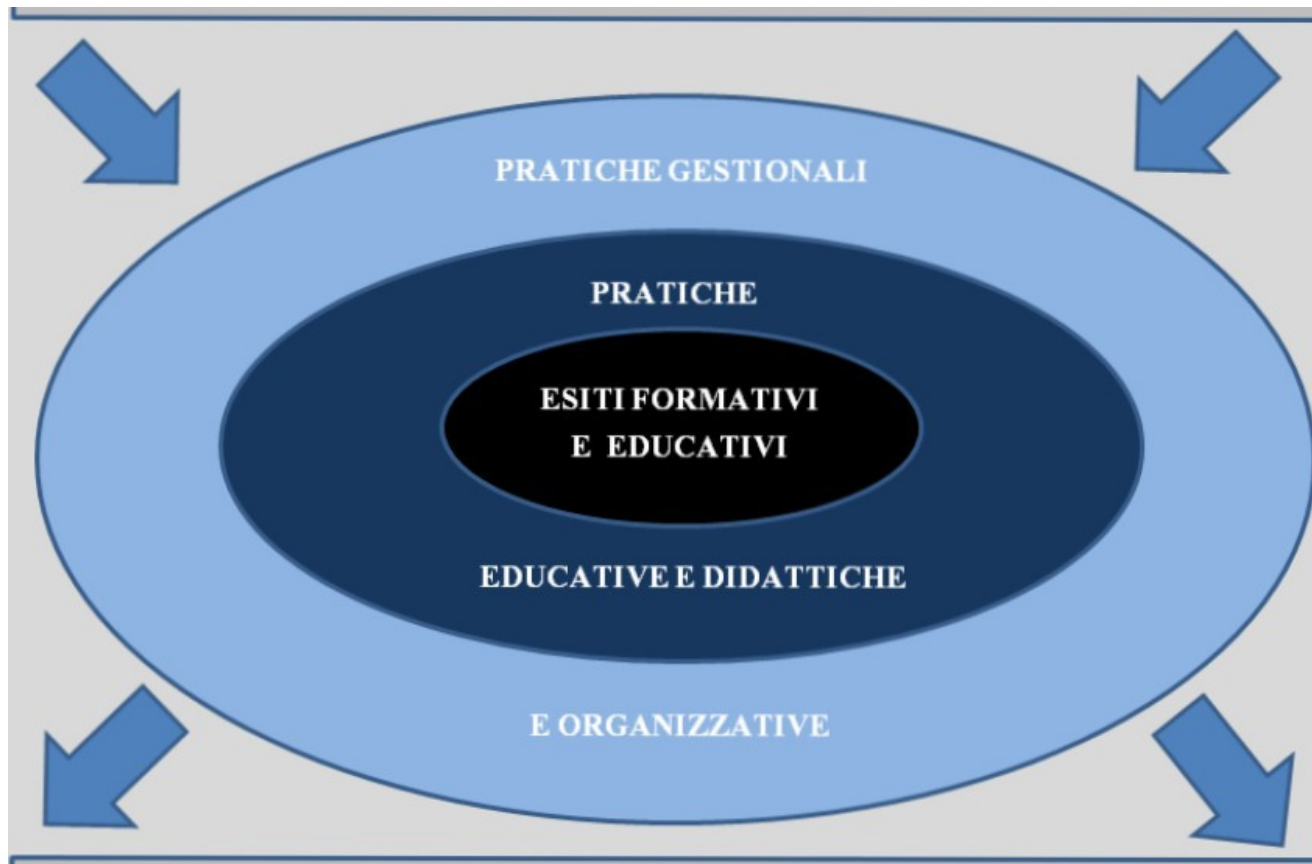 PRATICHE GESTIONALI
PRATICHE
ESITI FORMATIVI
E EDUCATIVI
EDUCATIVE E DIDATTICHE
E ORGANIZZATIVE